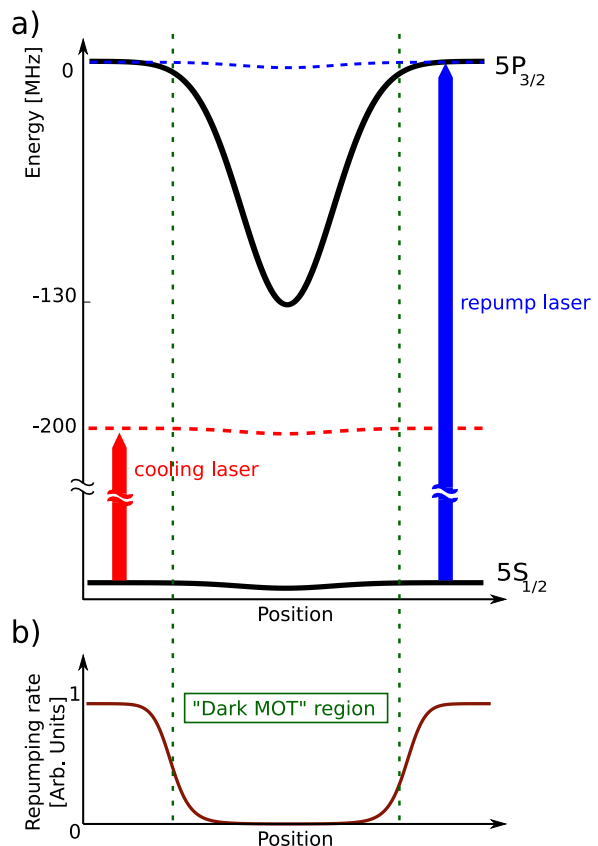 a)
Energy [MHz]
0
-130
-200
5P3/2
repump laser
cooling laser
5S1/2
Position
b)
Repumping rate
[Arb. Units]
1
0
"Dark MOT" region
Position